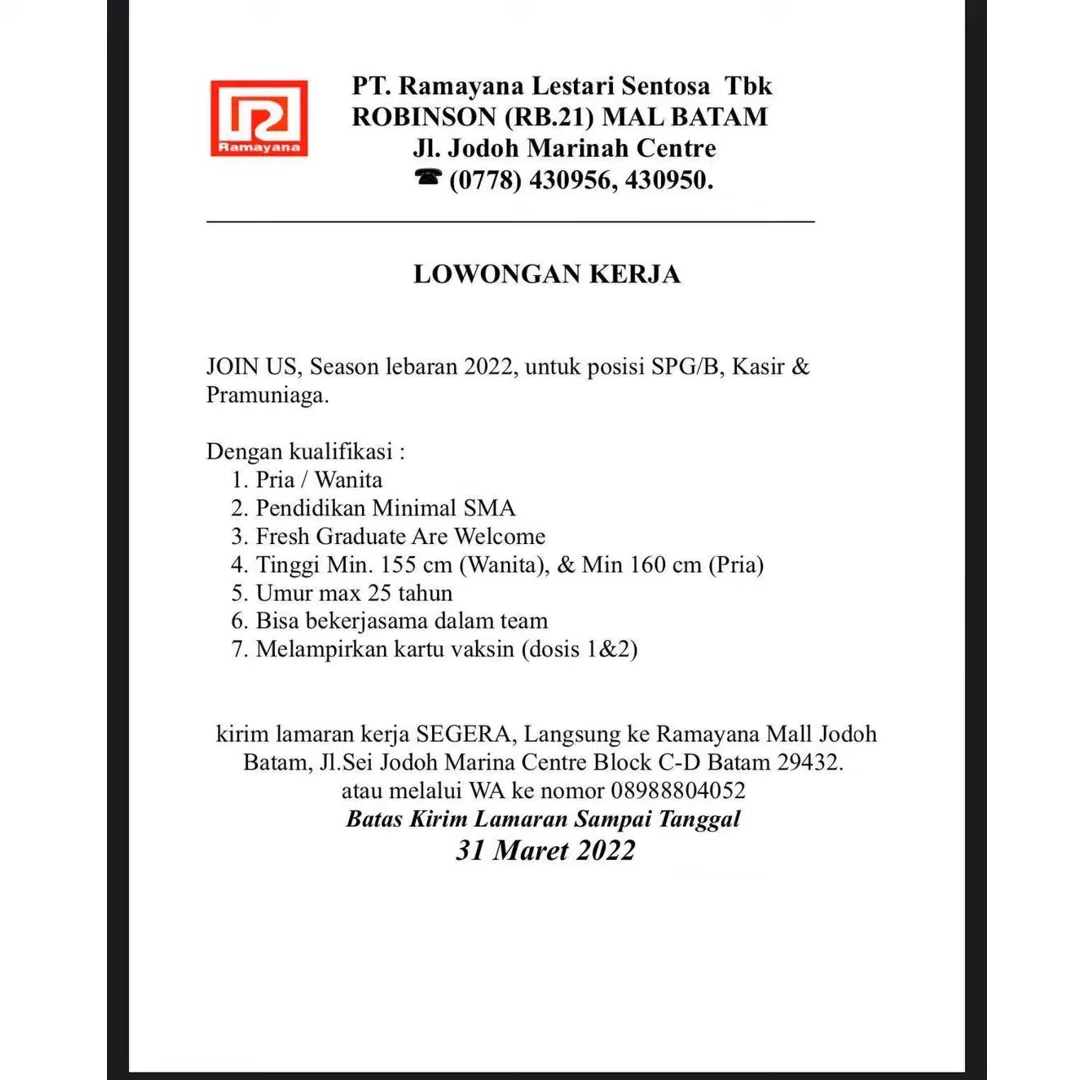 Ramayana
PT. Ramayana Lestari Sentosa Tbk
ROBINSON (RB.21) MAL BATAM
Jl. Jodoh Marinah Centre
☎ (0778) 430956, 430950.
LOWONGAN KERJA
JOIN US, Season lebaran 2022, untuk posisi SPG/B, Kasir &
Pramuniaga.
Dengan kualifikasi :
1. Pria / Wanita
2. Pendidikan Minimal SMA
3. Fresh Graduate Are Welcome
4. Tinggi Min. 155 cm (Wanita), & Min 160 cm (Pria)
5. Umur max 25 tahun
6. Bisa bekerjasama dalam team
7. Melampirkan kartu vaksin (dosis 1&2)
kirim lamaran kerja SEGERA, Langsung ke Ramayana Mall Jodoh
Batam, Jl.Sei Jodoh Marina Centre Block C-D Batam 29432.
atau melalui WA ke nomor 08988804052
Batas Kirim Lamaran Sampai Tanggal
31 Maret 2022